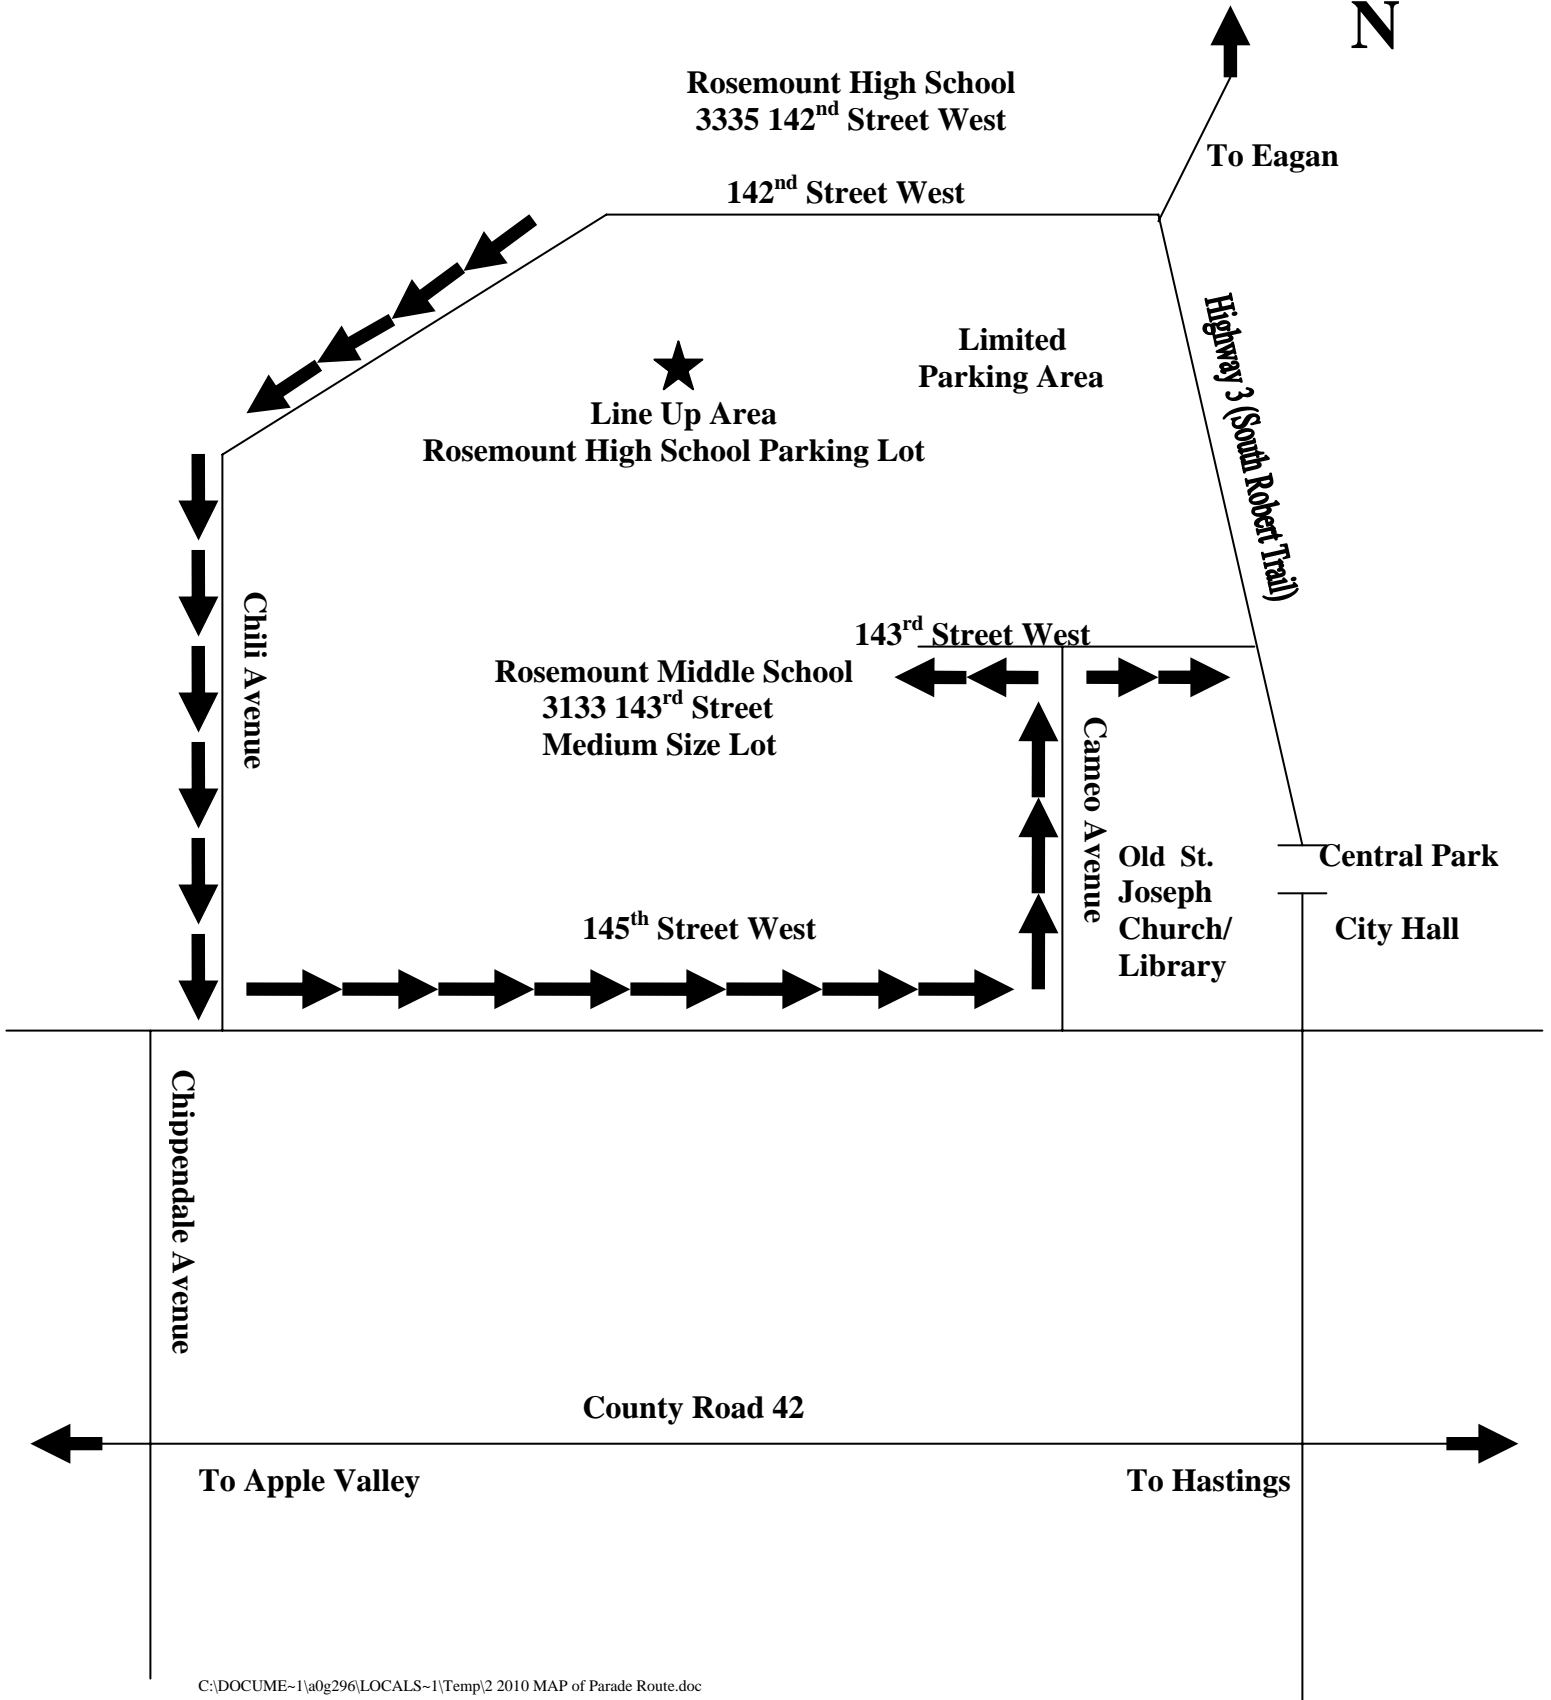 N
Rosemount High School
3335 142nd Street West
To Eagan
142nd Street West
Highway 3 (South Robert Trail)
Limited
Parking Area
Line Up Area
Rosemount High School Parking Lot
Chili Avenue
143rd Street West
Rosemount Middle School
3133 143rd Street
Medium Size Lot
Cameo Avenue
Old St.
Joseph
Church/
Library
Central Park
City Hall
145th Street West
Chippendale Avenue
County Road 42
To Apple Valley
To Hastings
C:\DOCUME~1\a0g296\LOCALS~1\Temp\2 2010 MAP of Parade Route.doc